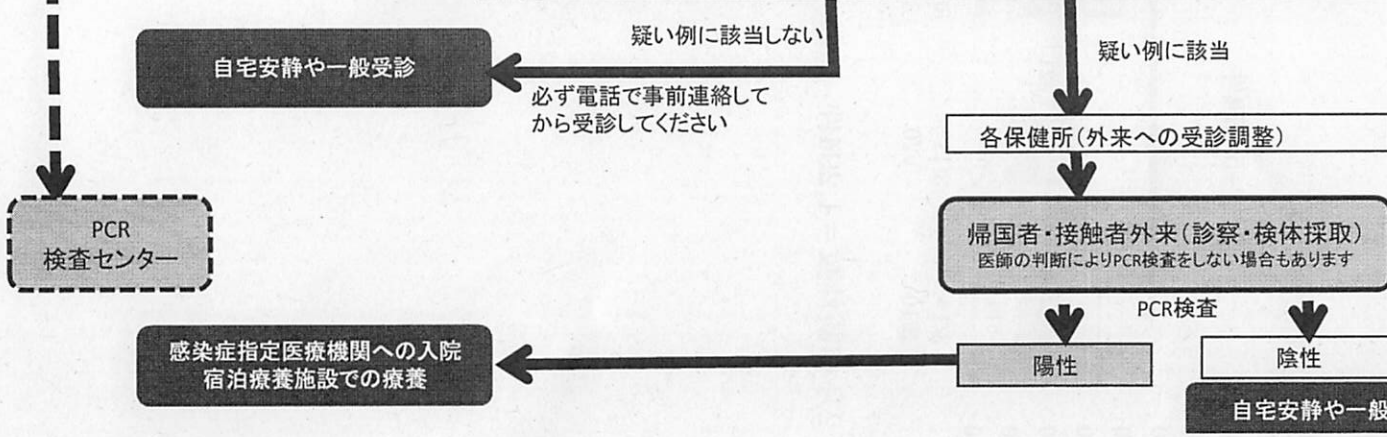 疑い例に該当しない
疑い例に該当
自宅安静や一般受診
必ず電話で事前連絡して
から受診してください
各保健所(外来への受診調整)
PCR
検査センター
帰国者・接触者外来(診察・検体採取)
医師の判断によりPCR検査をしない場合もあります
PCR検査
感染症指定医療機関への入院
宿泊療養施設での療養
陽性
陰性
自宅安静や一般